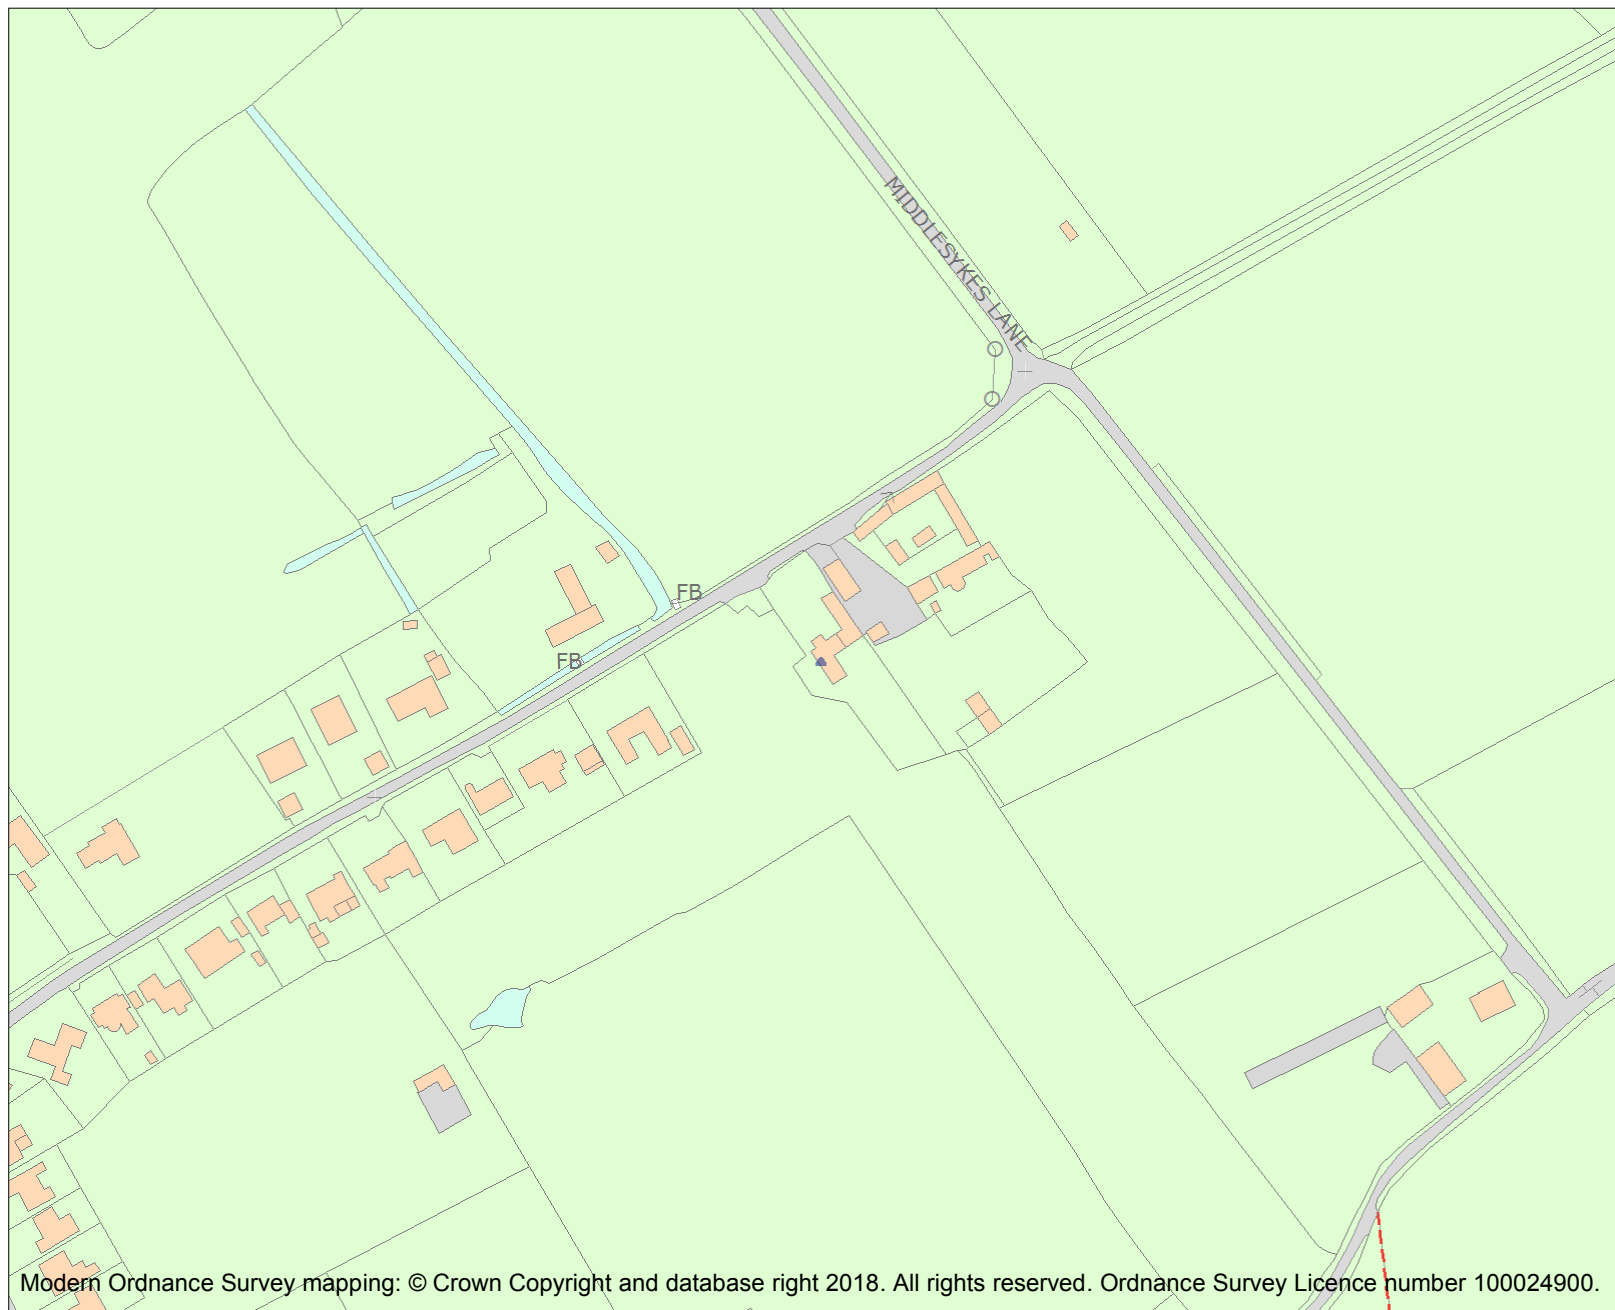 MIDDLESYKES LANE
FB
FB
Modern Ordnance Survey mapping: © Crown Copyright and database right 2018. All rights reserved. Ordnance Survey Licence number 100024900.